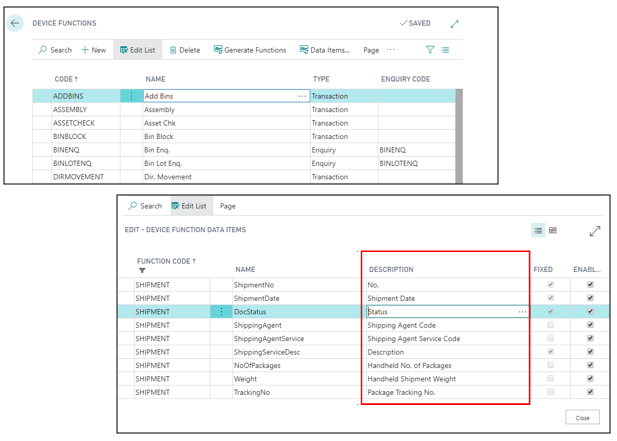 DEVICE FUNCTIONS
SAVED
Search New Edit List Delete Generate Functions Data Items... Page ...
CODE↑ NAME TYPE ENQUIRY CODE
ADDBINS Add Bins ... Transaction
ASSEMBLY Assembly Transaction
ASSETCHECK Asset Chk Transaction
BINBLOCK Bin Block Transaction
BINENQ Bin Enq. Enquiry BINENQ
BINLOTENQ Bin Lot Enq. Enquiry BINLOTENQ
DIRMOVEMENT Dir. Movement Transaction
Search Edit List Page
EDIT - DEVICE FUNCTION DATA ITEMS
FUNCTION CODE↑ NAME DESCRIPTION FIXED ENABL...
SHIPMENT ShipmentNo No.
SHIPMENT ShipmentDate Shipment Date
SHIPMENT DocStatus Status ...
SHIPMENT ShippingAgent Shipping Agent Code
SHIPMENT ShippingAgentService Shipping Agent Service Code
SHIPMENT ShippingServiceDesc Description
SHIPMENT NoOfPackages Handheld No. of Packages
SHIPMENT Weight Handheld Shipment Weight
SHIPMENT TrackingNo Package Tracking No.
Close